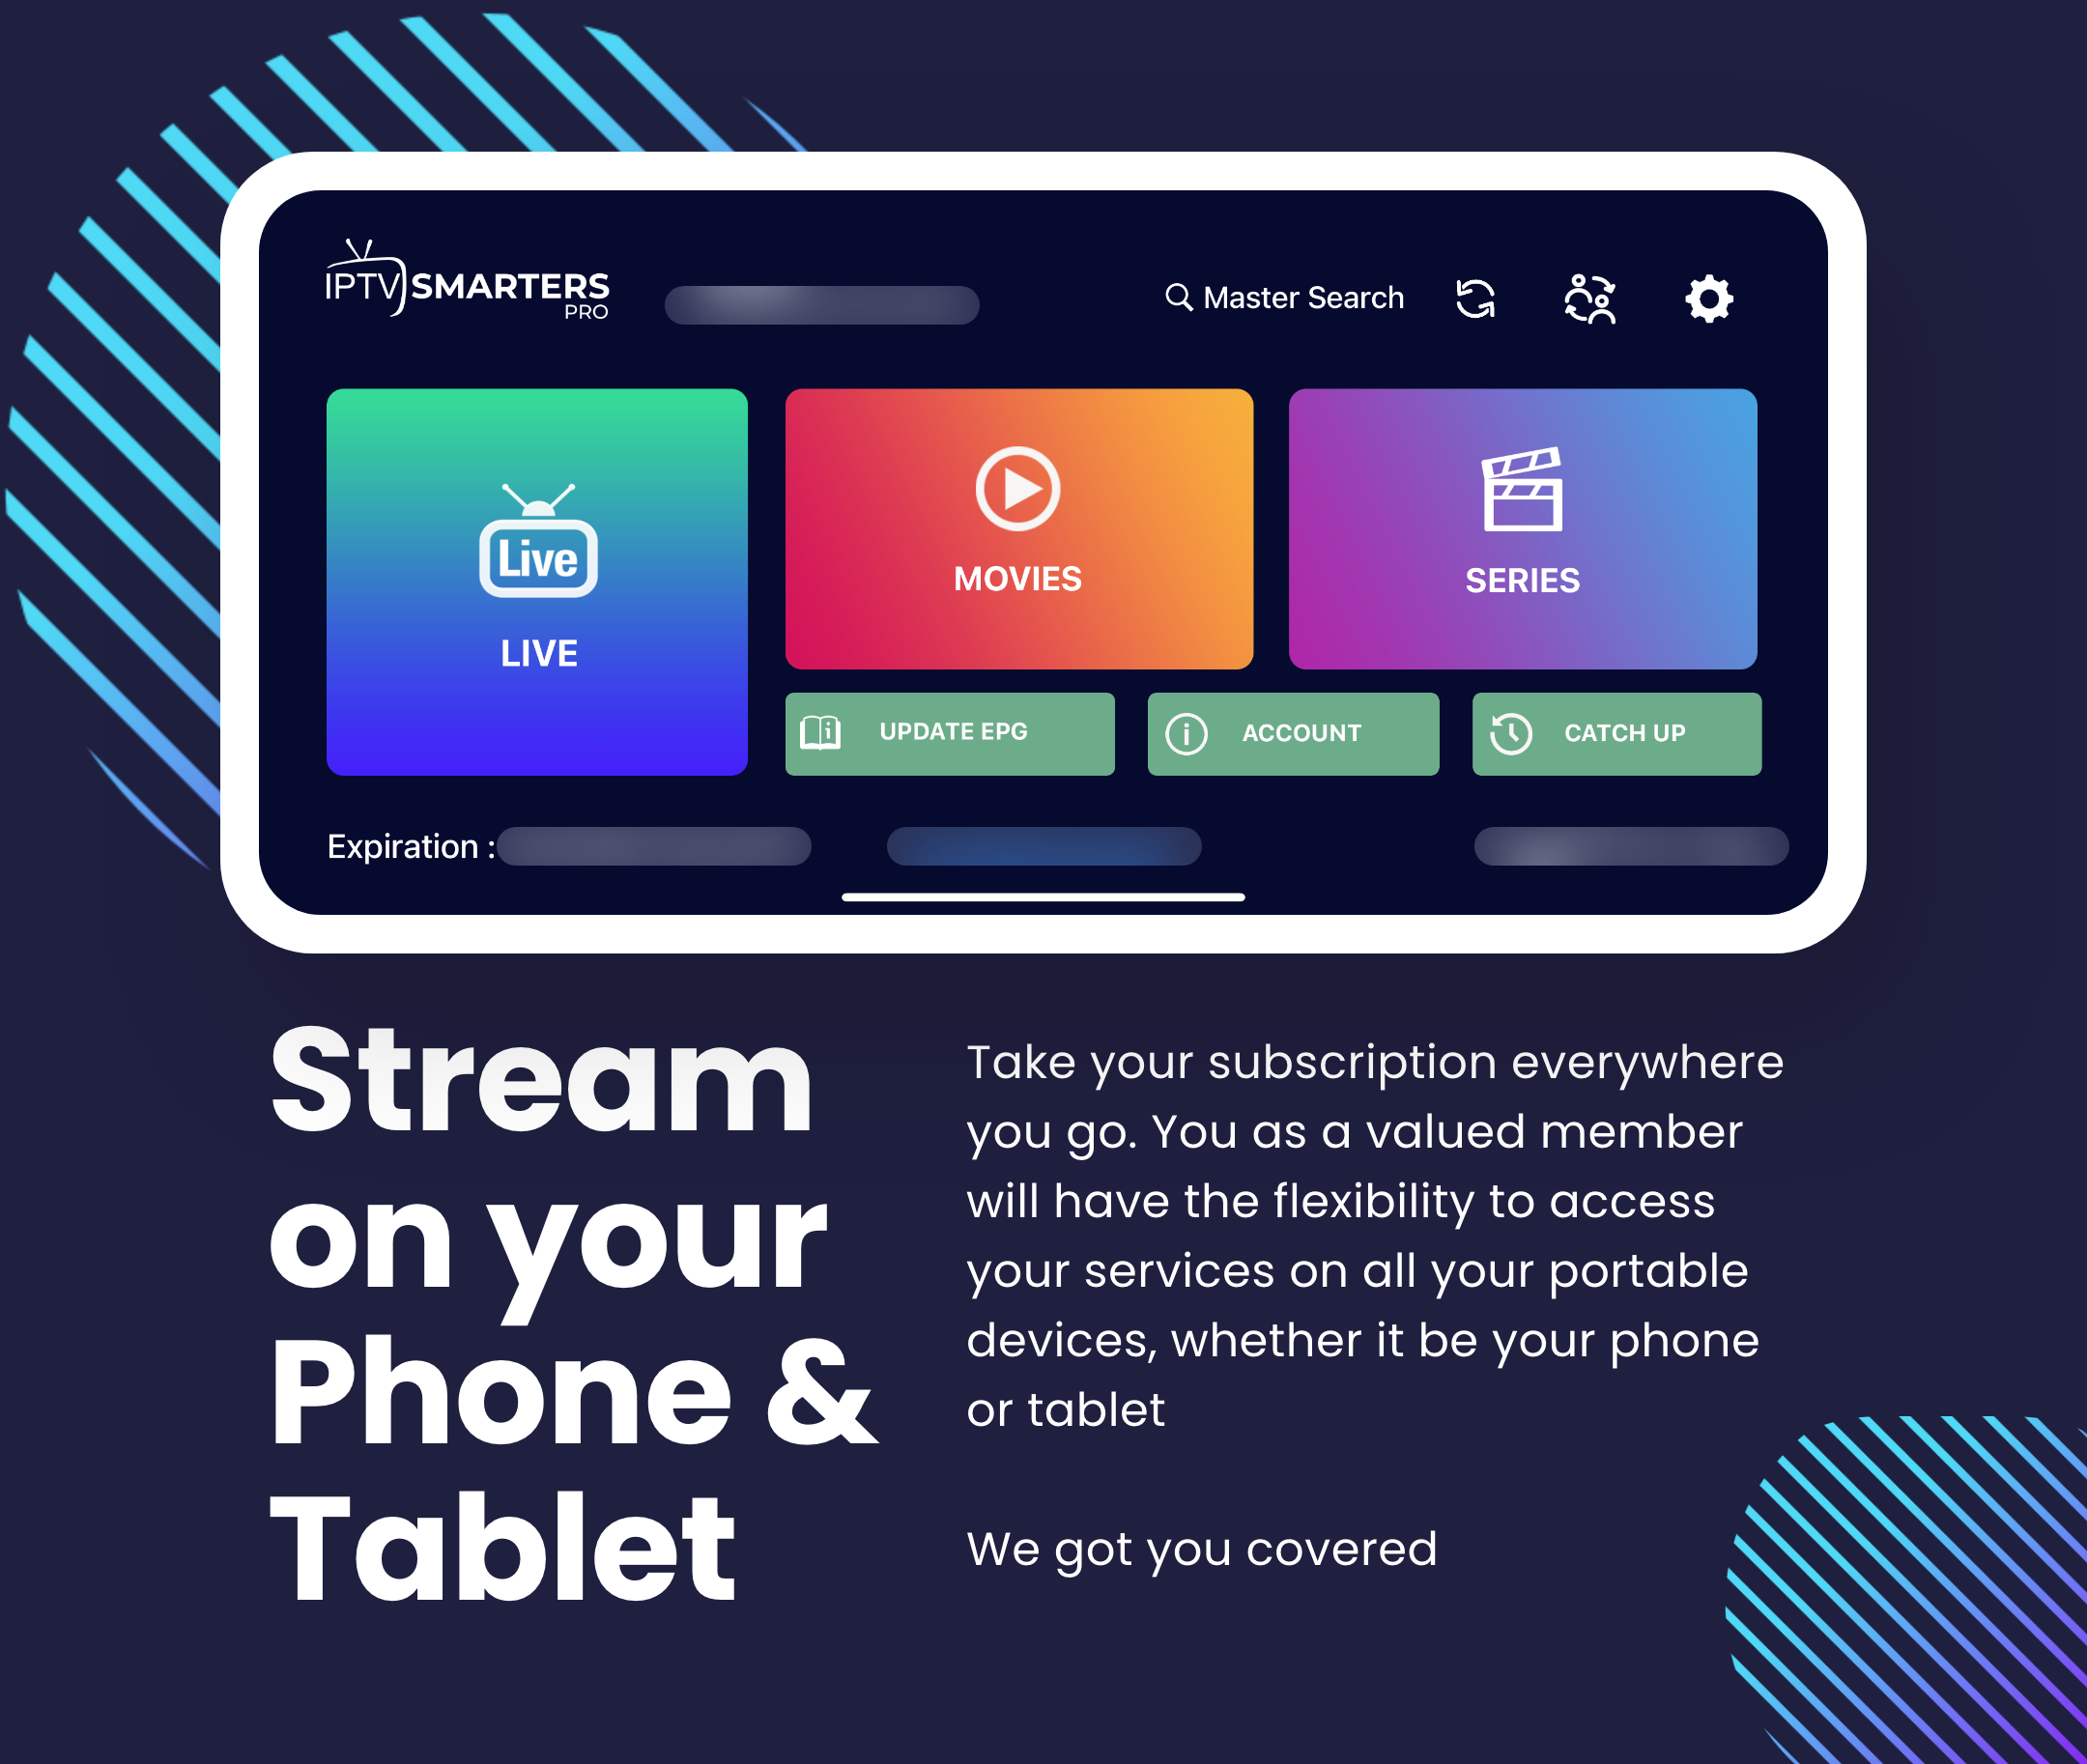 IPTV SMARTERS
PRO
Master Search
Live
LIVE
MOVIES
SERIES
UPDATE EPG
ACCOUNT
CATCH UP
Expiration :
Stream
on your
Phone &
Tablet
Take your subscription everywhere
you go. You as a valued member
will have the flexibility to access
your services on all your portable
devices, whether it be your phone
or tablet
We got you covered